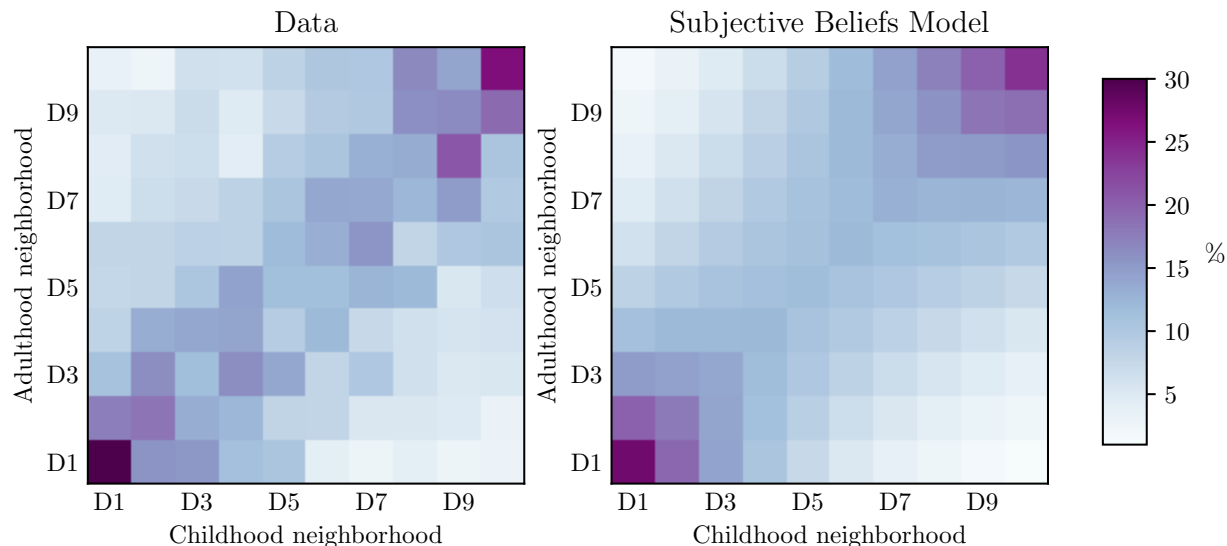 Data
Subjective Beliefs Model
Adulthood neighborhood
D9
D7
D5
D3
D1
D1 D3 D5 D7 D9
Childhood neighborhood
Adulthood neighborhood
D9
D7
D5
D3
D1
D1 D3 D5 D7 D9
Childhood neighborhood
30
25
20
15
10
5
%